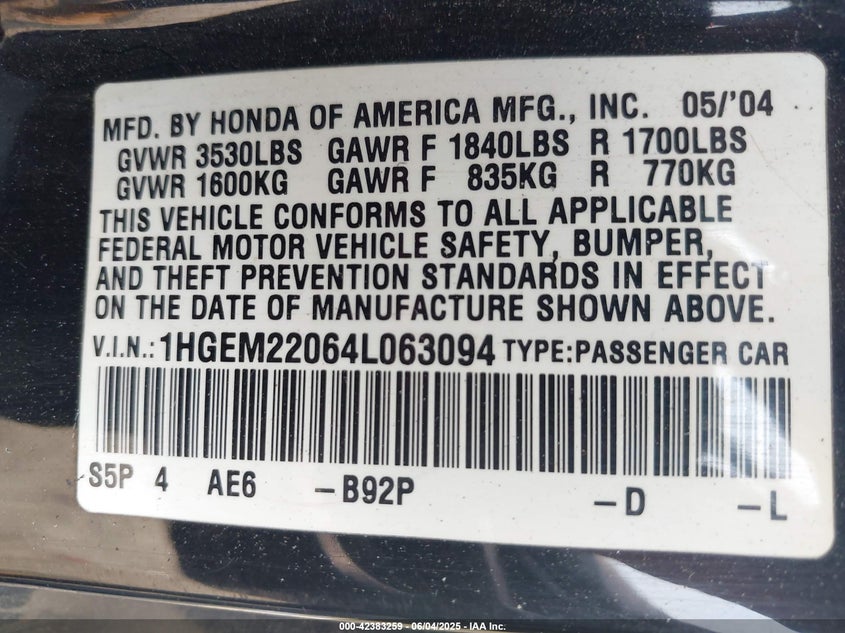 MFD. BY HONDA OF AMERICA MFG., INC. 05/'04
GVWR 3530LBS GAWR F 1840LBS R 1700LBS
GVWR 1600KG GAWR F 835KG R 770KG
THIS VEHICLE CONFORMS TO ALL APPLICABLE
FEDERAL MOTOR VEHICLE SAFETY, BUMPER,
AND THEFT PREVENTION STANDARDS IN EFFECT
ON THE DATE OF MANUFACTURE SHOWN ABOVE.
V.I.N.: 1HGEM22064L063094 TYPE:PASSENGER CAR
S5P 4 AE6 -B92P -D -L
000-42383259 - 06/04/2025 - IAA Inc.